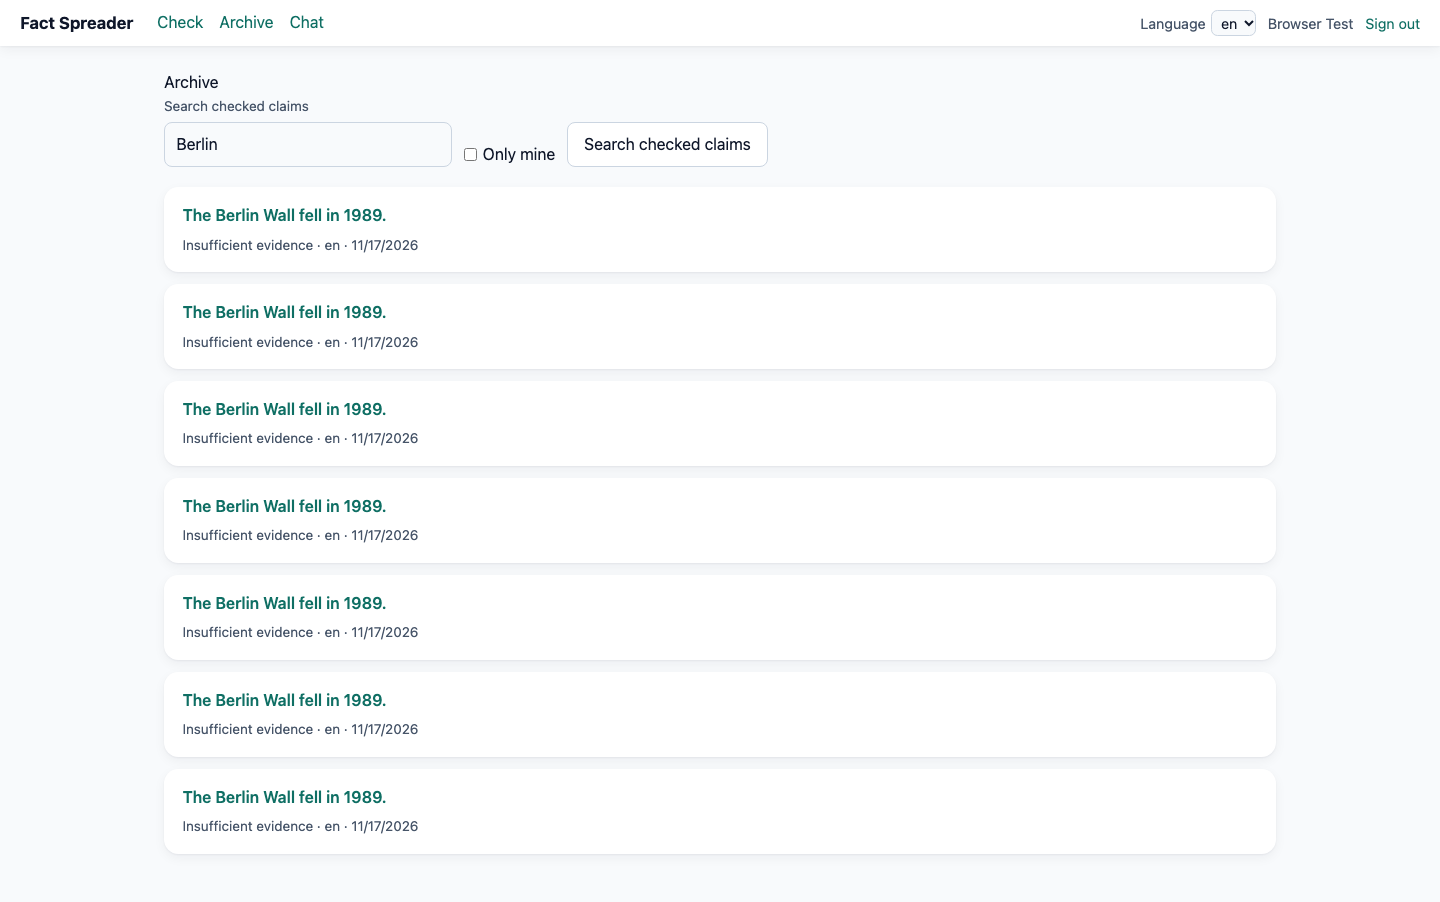 Fact Spreader Check Archive Chat Language en Browser Test Sign out
Archive
Search checked claims
Berlin Only mine Search checked claims
The Berlin Wall fell in 1989.
Insufficient evidence · en · 11/17/2026
The Berlin Wall fell in 1989.
Insufficient evidence · en · 11/17/2026
The Berlin Wall fell in 1989.
Insufficient evidence · en · 11/17/2026
The Berlin Wall fell in 1989.
Insufficient evidence · en · 11/17/2026
The Berlin Wall fell in 1989.
Insufficient evidence · en · 11/17/2026
The Berlin Wall fell in 1989.
Insufficient evidence · en · 11/17/2026
The Berlin Wall fell in 1989.
Insufficient evidence · en · 11/17/2026